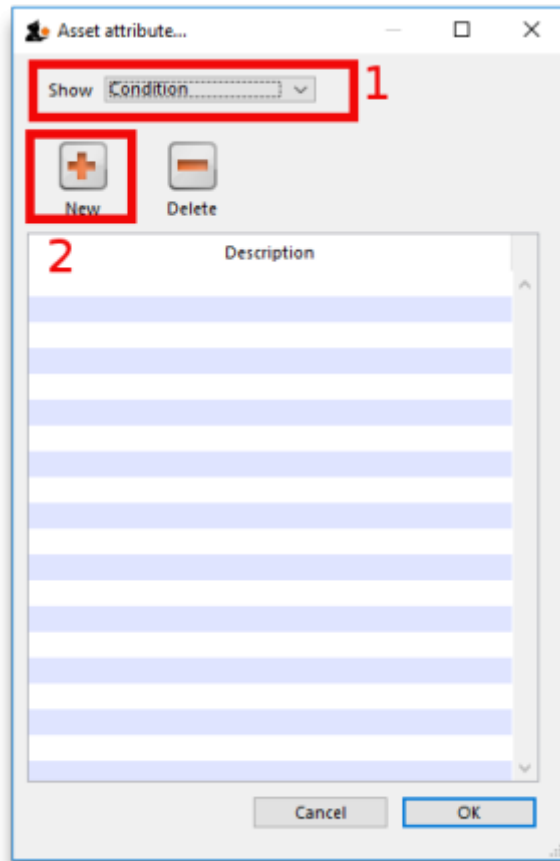 Asset attribute...
Show Condition 1
New Delete
2 Description
Cancel OK